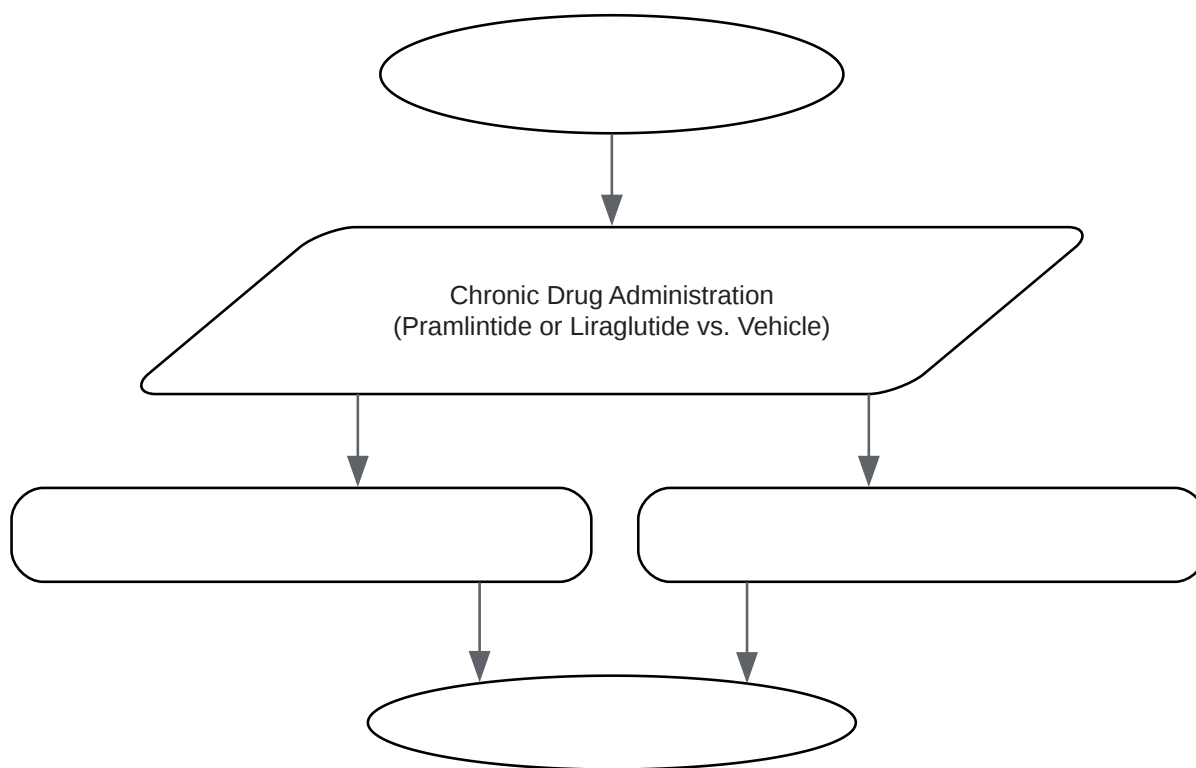 Chronic Drug Administration
(Pramlintide or Liraglutide vs. Vehicle)